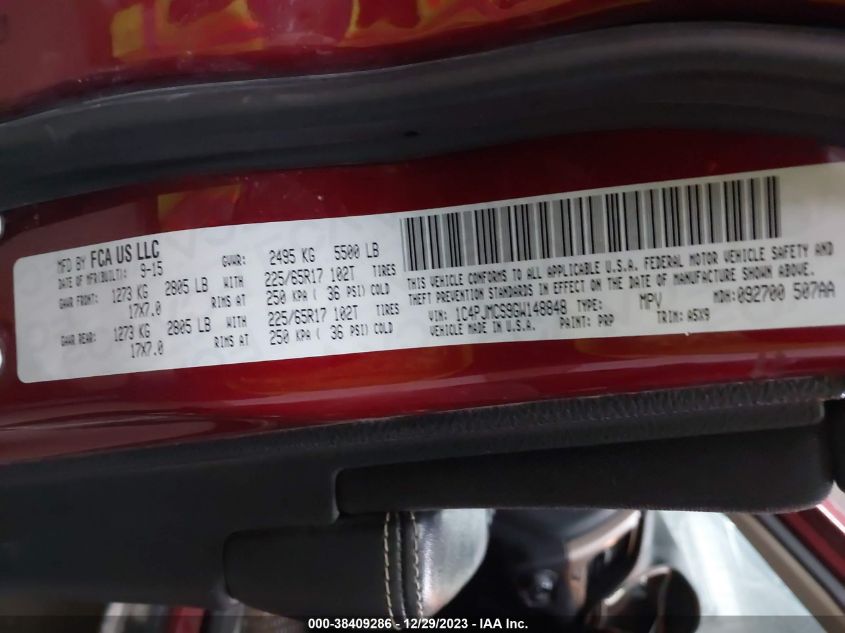 MFD BY FCA US LLC
DATE OF MFR(BUILT): 9-15 GVWR: 2495 KG 5500 LB
GAWR FRONT: 1273 KG 2805 LB WITH 225/65R17 102T TIRES
17X7.0 RIMS AT 250 KPA ( 36 PSI) COLD
GAWR REAR: 1273 KG 2805 LB WITH 225/65R17 102T TIRES
17X7.0 RIMS AT 250 KPA ( 36 PSI) COLD
THIS VEHICLE CONFORMS TO ALL APPLICABLE U.S.A. FEDERAL MOTOR VEHICLE SAFETY AND
THEFT PREVENTION STANDARDS IN EFFECT ON THE DATE OF MANUFACTURE SHOWN ABOVE.
VIN: 1C4PJMCS9GW148848 TYPE: MPV MDH: 092700 507AA
MADE IN U.S.A. PAINT: PRP TRIM: A5X9
000-38409286 - 12/29/2023 - IAA Inc.